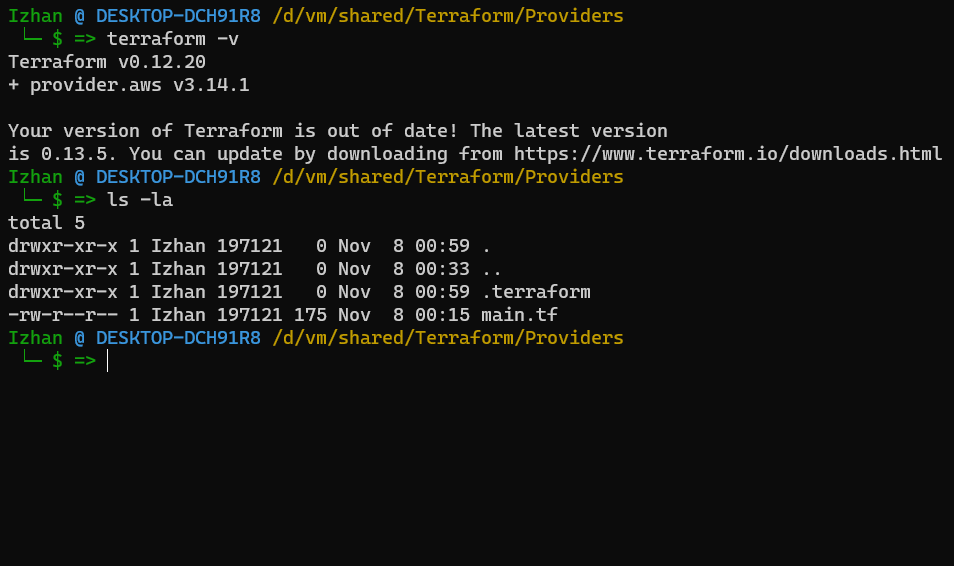 Izhan @ DESKTOP-DCH91R8 /d/vm/shared/Terraform/Providers
└─ $ => terraform -v
Terraform v0.12.20
+ provider.aws v3.14.1

Your version of Terraform is out of date! The latest version
is 0.13.5. You can update by downloading from https://www.terraform.io/downloads.html
Izhan @ DESKTOP-DCH91R8 /d/vm/shared/Terraform/Providers
└─ $ => ls -la
total 5
drwxr-xr-x 1 Izhan 197121   0 Nov  8 00:59 .
drwxr-xr-x 1 Izhan 197121   0 Nov  8 00:33 ..
drwxr-xr-x 1 Izhan 197121   0 Nov  8 00:59 .terraform
-rw-r--r-- 1 Izhan 197121 175 Nov  8 00:15 main.tf
Izhan @ DESKTOP-DCH91R8 /d/vm/shared/Terraform/Providers
└─ $ =>